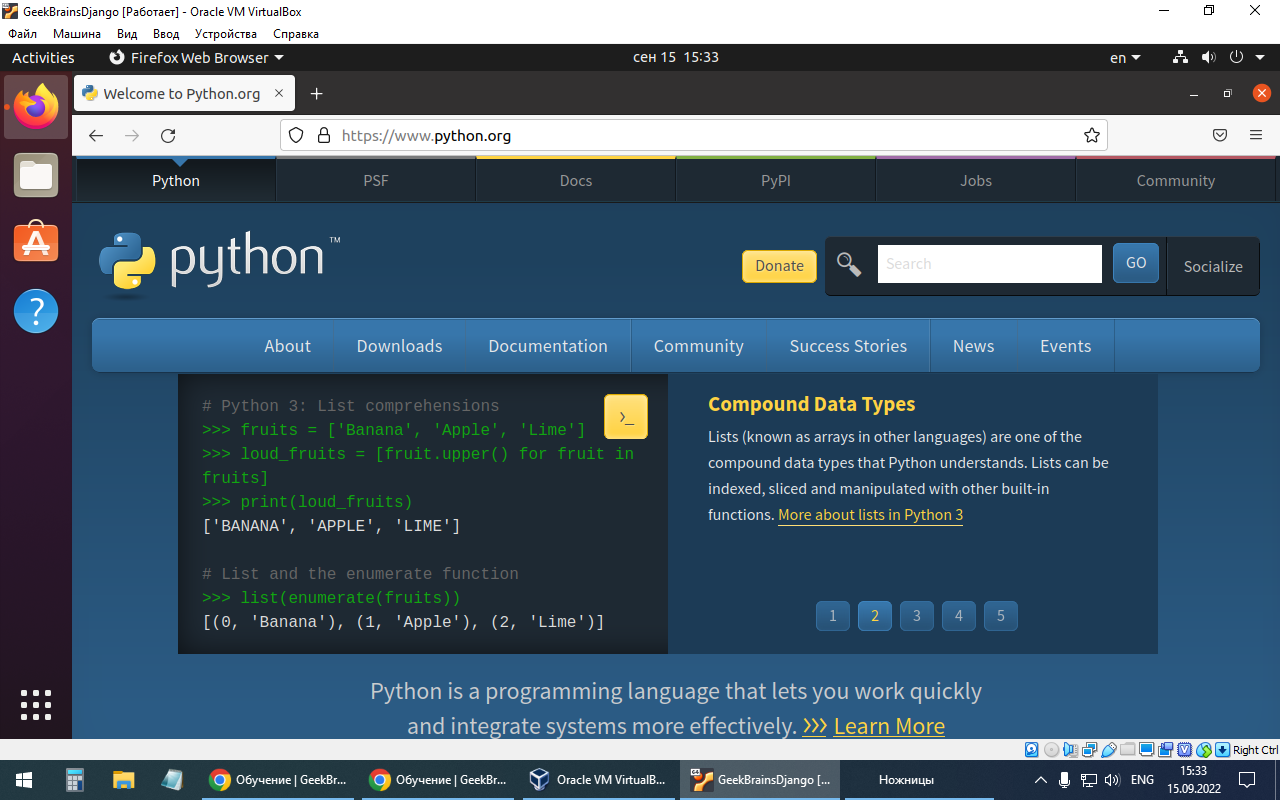 GeekBrainsDjango [Работает] - Oracle VM VirtualBox
Файл Машина Вид Ввод Устройства Справка
Activities Firefox Web Browser сен 15 15:33 en
Welcome to Python.org
https://www.python.org
Python PSF Docs PyPI Jobs Community
python™
Donate Search GO Socialize
About Downloads Documentation Community Success Stories News Events
# Python 3: List comprehensions
>>> fruits = ['Banana', 'Apple', 'Lime']
>>> loud_fruits = [fruit.upper() for fruit in
fruits]
>>> print(loud_fruits)
['BANANA', 'APPLE', 'LIME']
# List and the enumerate function
>>> list(enumerate(fruits))
[(0, 'Banana'), (1, 'Apple'), (2, 'Lime')]
>_
Compound Data Types
Lists (known as arrays in other languages) are one of the
compound data types that Python understands. Lists can be
indexed, sliced and manipulated with other built-in
functions. More about lists in Python 3
1 2 3 4 5
Python is a programming language that lets you work quickly
and integrate systems more effectively. >>> Learn More
Right Ctrl
Обучение | GeekBr... Обучение | GeekBr... Oracle VM VirtualB... GeekBrainsDjango [... Ножницы
ENG
15:33
15.09.2022